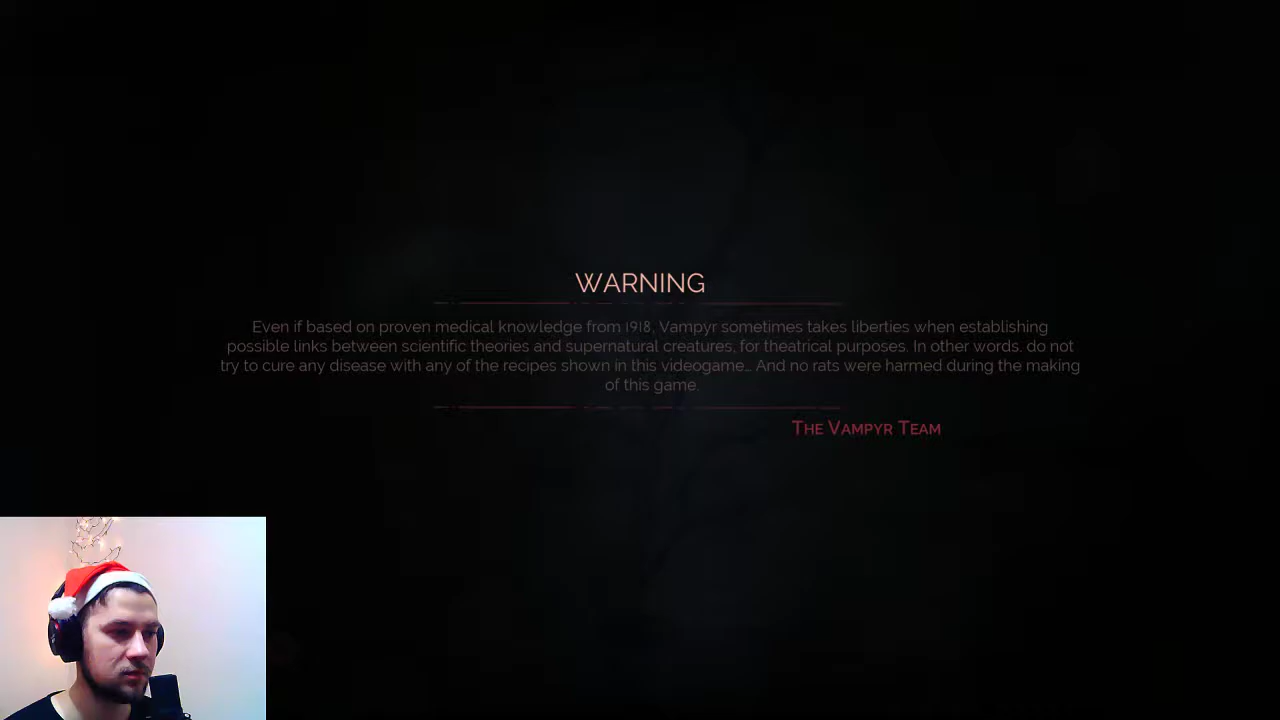 WARNING
Even if based on proven medical knowledge from 1918, Vampyr sometimes takes liberties when establishing
possible links between scientific theories and supernatural creatures, for theatrical purposes. In other words, do not
try to cure any disease with any of the recipes shown in this videogame... And no rats were harmed during the making
of this game.
THE VAMPYR TEAM